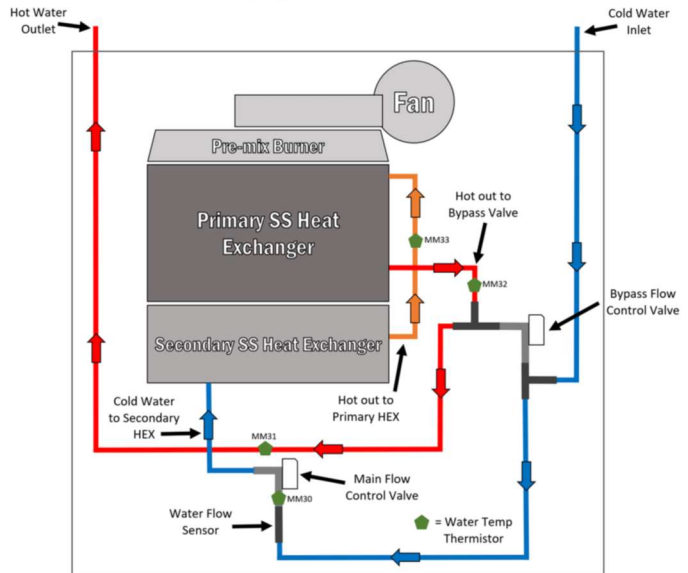 Hot Water
Outlet
Cold Water
Inlet
Fan
Pre-mix Burner
Primary SS Heat
Exchanger
MM33
Hot out to
Bypass Valve
MM32
Bypass Flow
Control Valve
Secondary SS Heat Exchanger
Cold Water
to Secondary
HEX
Hot out to
Primary HEX
MM31
Main Flow
Control Valve
MM30
Water Flow
Sensor
= Water Temp
Thermistor